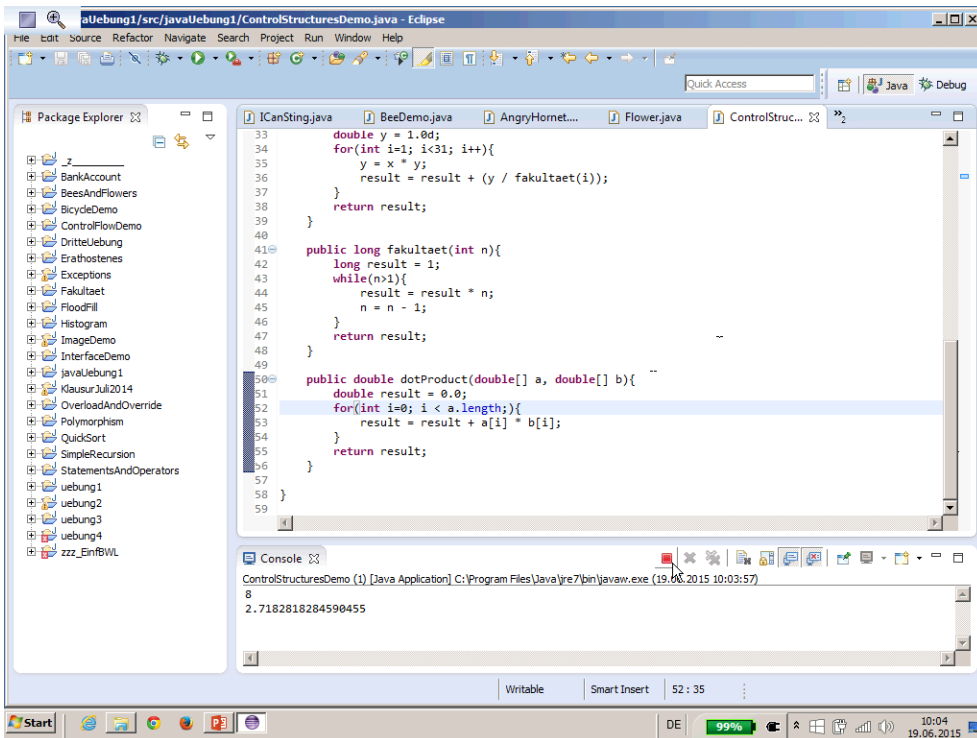 aUebung1/src/javaUebung1/ControlStructuresDemo.java - Eclipse
File Edit Source Refactor Navigate Search Project Run Window Help
Quick Access
Java
Debug
Package Explorer
_z_________
BankAccount
BeesAndFlowers
BicycleDemo
ControlFlowDemo
DritteUebung
Erathostenes
Exceptions
Fakultaet
FloodFill
Histogram
ImageDemo
InterfaceDemo
javaUebung1
KlausurJuli2014
OverloadAndOverride
Polymorphism
QuickSort
SimpleRecursion
StatementsAndOperators
uebung1
uebung2
uebung3
uebung4
zzz_EinfBWL
ICanSting.java BeeDemo.java AngryHornet.... Flower.java ControlStruc... »2
33 double y = 1.0d;
34 for(int i=1; i<31; i++){
35 y = x * y;
36 result = result + (y / fakultaet(i));
37 }
38 return result;
39 }
40
41 public long fakultaet(int n){
42 long result = 1;
43 while(n>1){
44 result = result * n;
45 n = n - 1;
46 }
47 return result;
48 }
49
50 public double dotProduct(double[] a, double[] b){
51 double result = 0.0;
52 for(int i=0; i < a.length;){
53 result = result + a[i] * b[i];
54 }
55 return result;
56 }
57
58 }
59
Console
ControlStructuresDemo (1) [Java Application] C:\Program Files\Java\jre7\bin\javaw.exe (19.06.2015 10:03:57)
8
2.7182818284590455
Writable Smart Insert 52 : 35
Start
DE 99% 10:04
19.06.2015